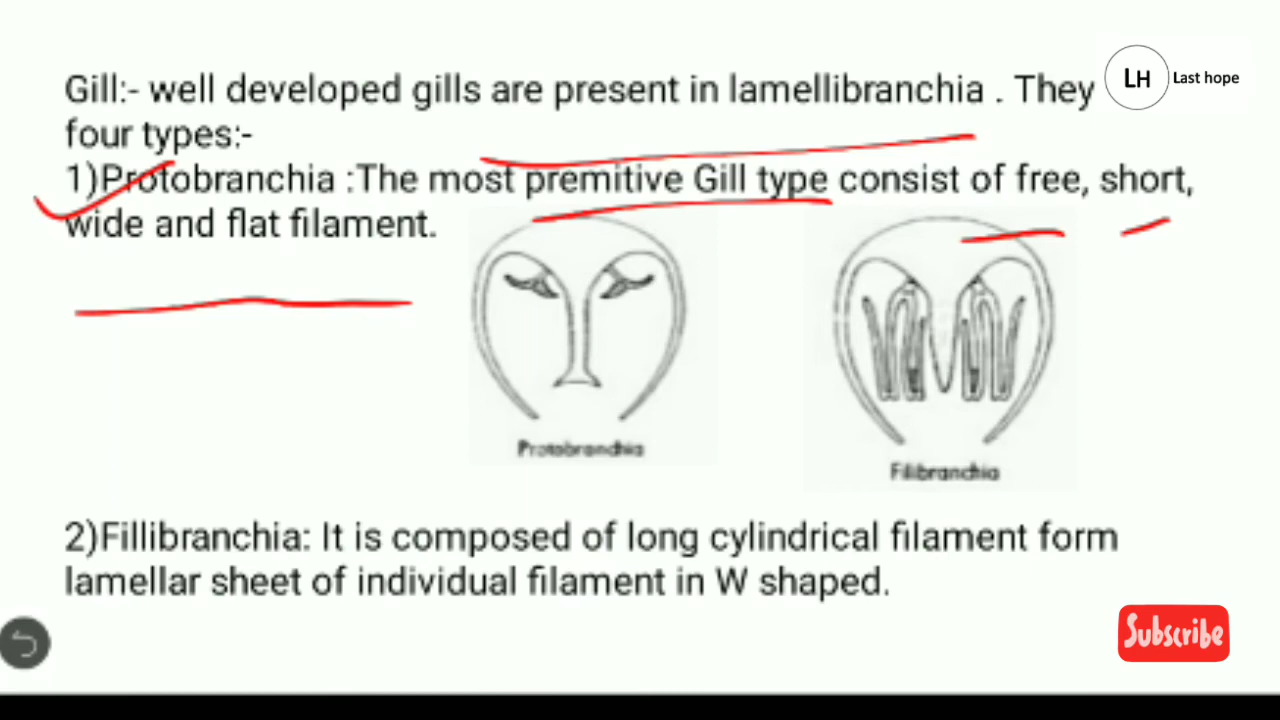 Gill:- well developed gills are present in lamellibranchia . They
four types:-
1)Protobranchia :The most premitive Gill type consist of free, short,
wide and flat filament.
LH Last hope
Protobranchia
Filibranchia
2)Fillibranchia: It is composed of long cylindrical filament form
lamellar sheet of individual filament in W shaped.
Subscribe